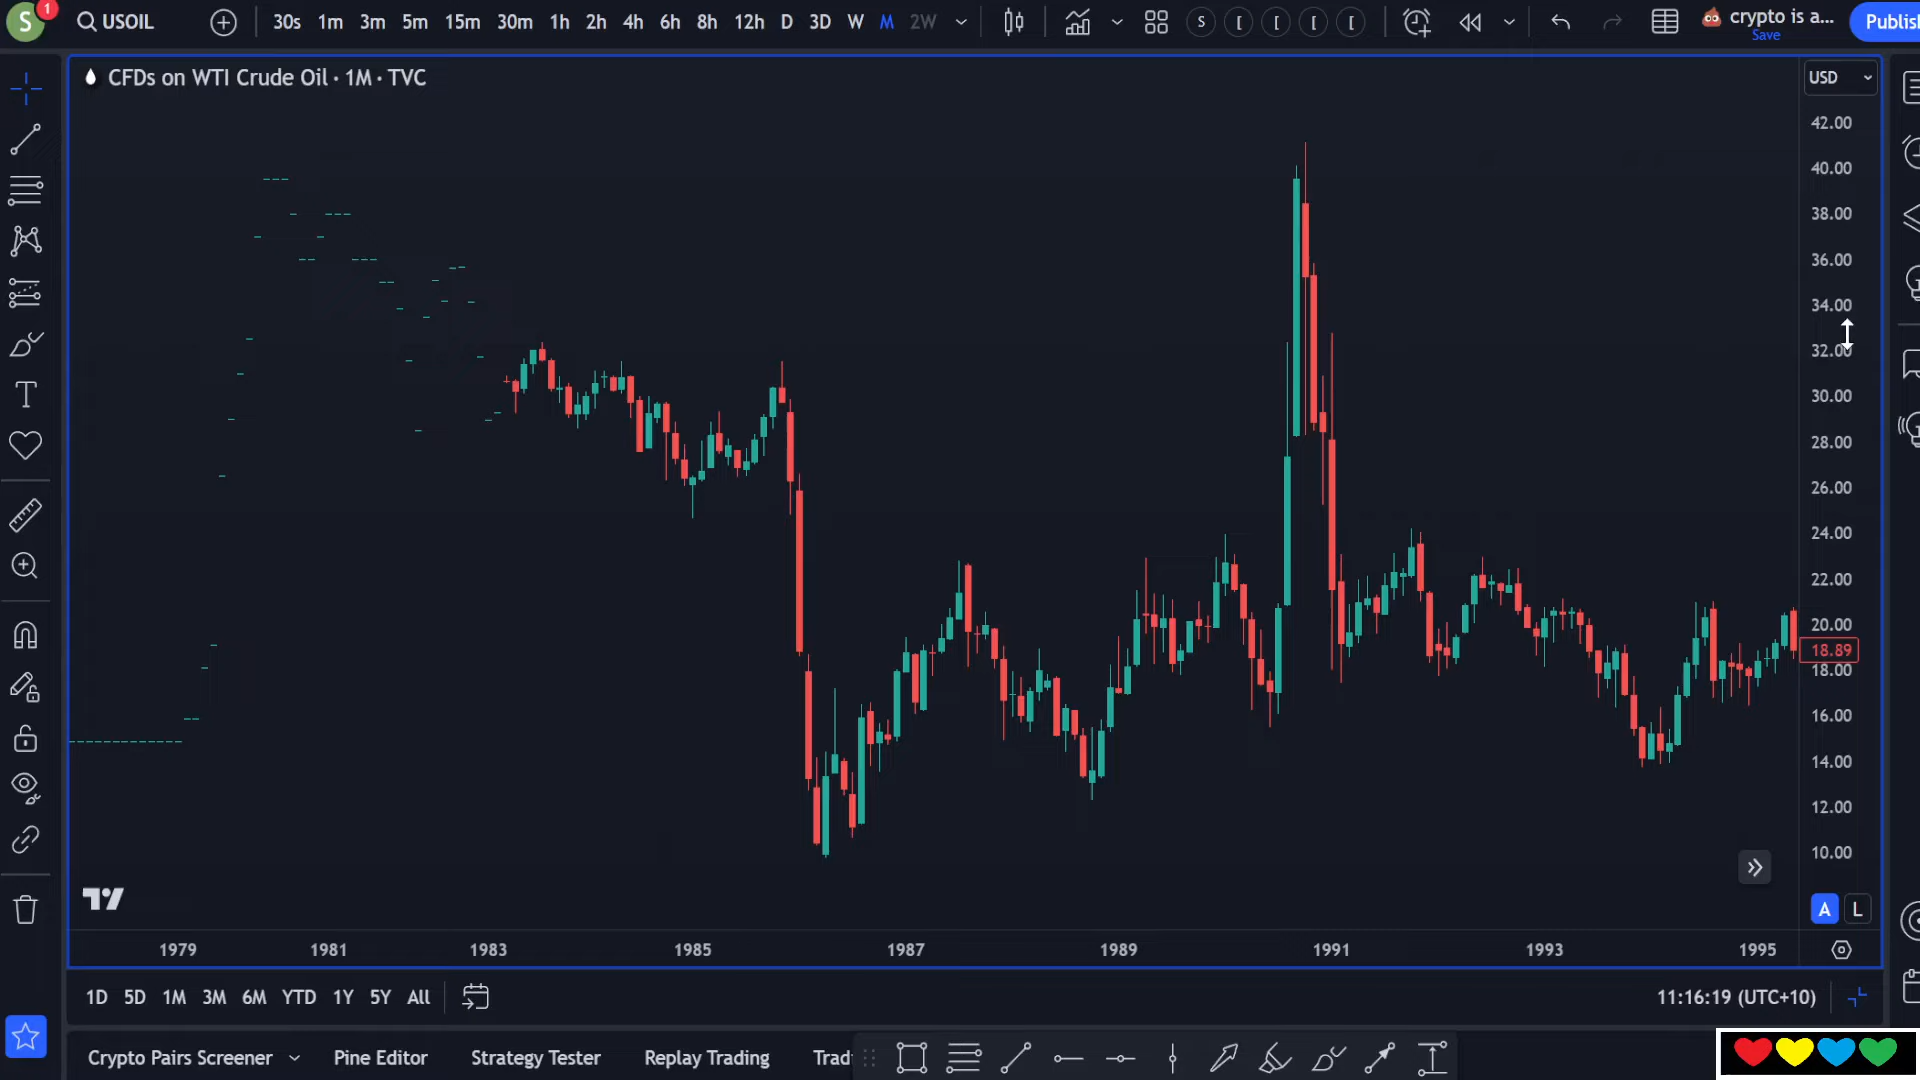 S 1 USOIL 30s 1m 3m 5m 15m 30m 1h 2h 4h 6h 8h 12h D 3D W M 2W S [ [ [ [ crypto is a... Publis
Save
CFDs on WTI Crude Oil · 1M · TVC
USD
42.00
40.00
38.00
36.00
34.00
32.00
30.00
28.00
26.00
24.00
22.00
20.00
18.89
18.00
16.00
14.00
12.00
10.00
A L
1979 1981 1983 1985 1987 1989 1991 1993 1995
1D 5D 1M 3M 6M YTD 1Y 5Y All 11:16:19 (UTC+10)
Crypto Pairs Screener Pine Editor Strategy Tester Replay Trading Trad